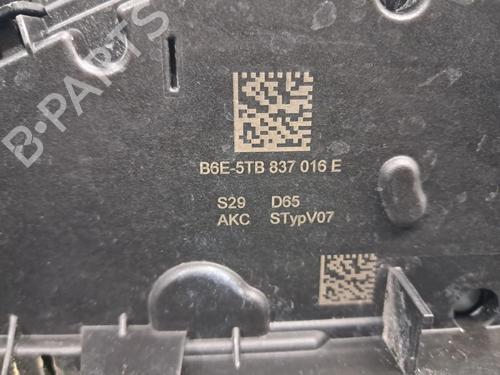 B-PARTS
B6E-5TB 837 016 E
S29 D65
AKC STypV07